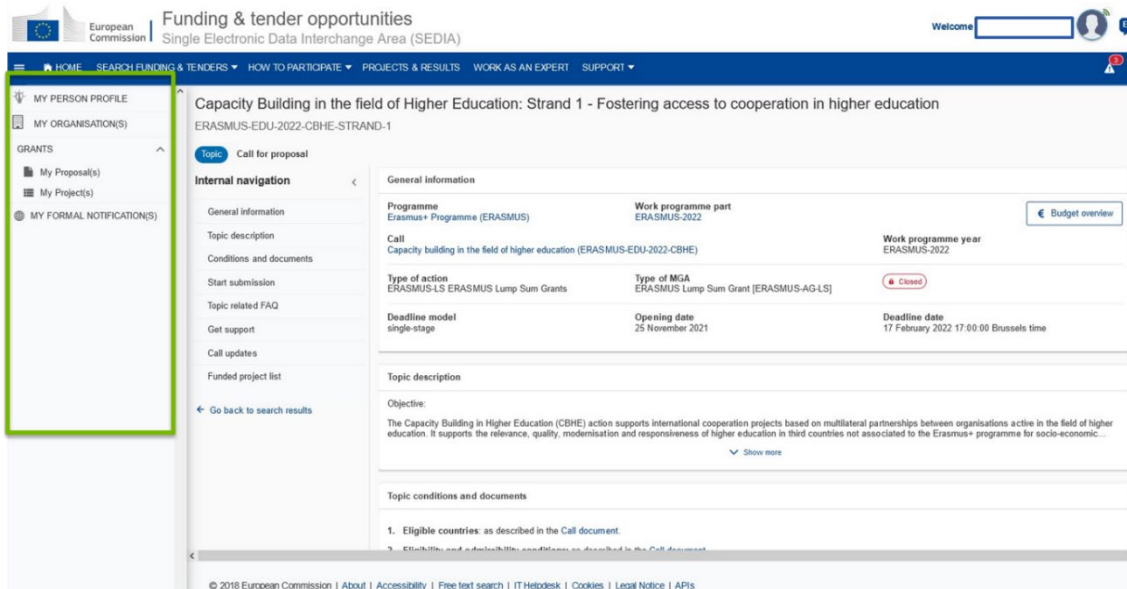 European Commission
Funding & tender opportunities
Single Electronic Data Interchange Area (SEDIA)
Welcome
HOME SEARCH FUNDING & TENDERS HOW TO PARTICIPATE PROJECTS & RESULTS WORK AS AN EXPERT SUPPORT
MY PERSON PROFILE
MY ORGANISATION(S)
GRANTS
My Proposal(s)
My Project(s)
MY FORMAL NOTIFICATION(S)
Capacity Building in the field of Higher Education: Strand 1 - Fostering access to cooperation in higher education
ERASMUS-EDU-2022-CBHE-STRAND-1
Topic Call for proposal
Internal navigation
General information
Topic description
Conditions and documents
Start submission
Topic related FAQ
Get support
Call updates
Funded project list
Go back to search results
General information
Programme
Erasmus+ Programme (ERASMUS)
Work programme part
ERASMUS-2022
€ Budget overview
Call
Capacity building in the field of higher education (ERASMUS-EDU-2022-CBHE)
Work programme year
ERASMUS-2022
Type of action
ERASMUS-LS ERASMUS Lump Sum Grants
Type of MGA
ERASMUS Lump Sum Grant [ERASMUS-AG-LS]
Closed
Deadline model
single-stage
Opening date
25 November 2021
Deadline date
17 February 2022 17:00:00 Brussels time
Topic description
Objective:
The Capacity Building in Higher Education (CBHE) action supports international cooperation projects based on multilateral partnerships between organisations active in the field of higher
education. It supports the relevance, quality, modernisation and responsiveness of higher education in third countries not associated to the Erasmus+ programme for socio-economic...
Show more
Topic conditions and documents
1. Eligible countries: as described in the Call document.
2. Eligibility and admissibility conditions: as described in the Call document
© 2018 European Commission | About | Accessibility | Free text search | IT Helpdesk | Cookies | Legal Notice | APIs